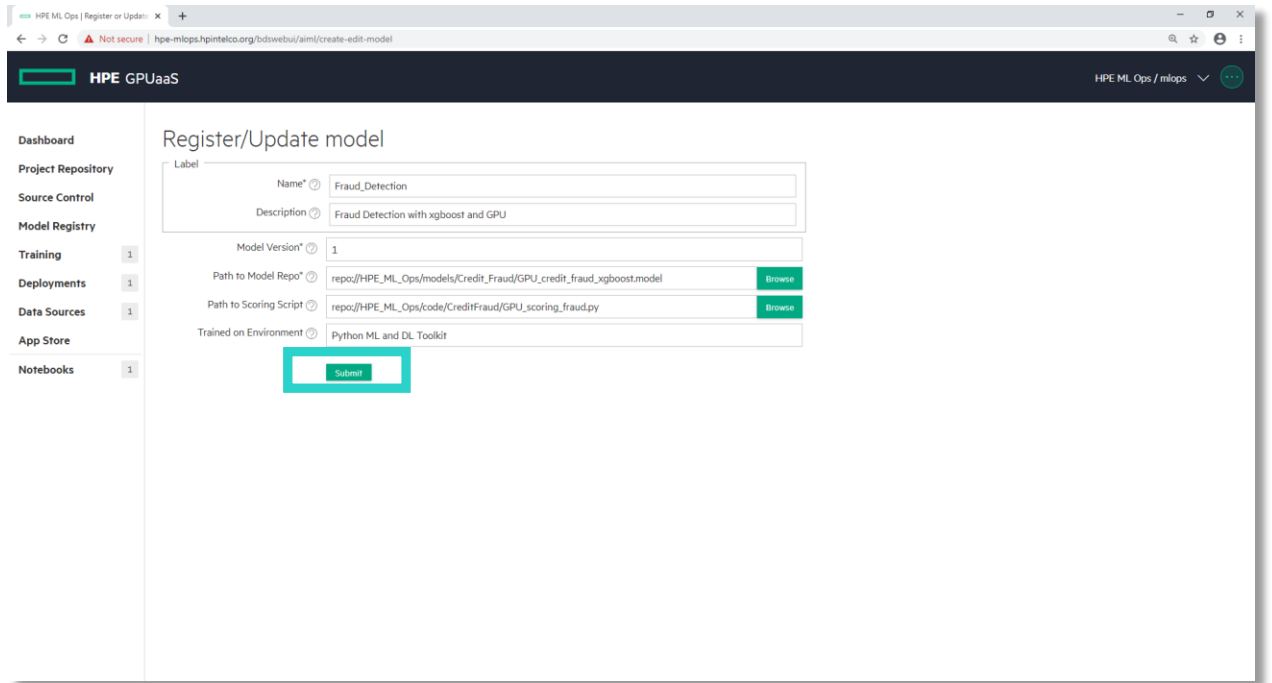 HPE ML Ops | Register or Update
Not secure | hpe-mlops.hpintelco.org/bdswebui/aiml/create-edit-model
HPE GPUaaS
HPE ML Ops / mlops
Dashboard
Project Repository
Source Control
Model Registry
Training 1
Deployments 1
Data Sources 1
App Store
Notebooks 1
Register/Update model
Label
Name* ? Fraud_Detection
Description ? Fraud Detection with xgboost and GPU
Model Version* ? 1
Path to Model Repo* ? repo://HPE_ML_Ops/models/Credit_Fraud/GPU_credit_fraud_xgboost.model Browse
Path to Scoring Script ? repo://HPE_ML_Ops/code/CreditFraud/GPU_scoring_fraud.py Browse
Trained on Environment ? Python ML and DL Toolkit
Submit